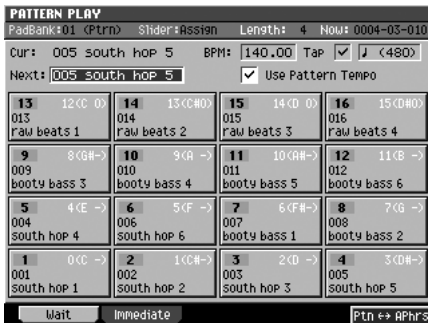 PATTERN PLAY
PadBank:01 (Ptrn) Slider:Assign Length: 4 Now: 0004-03-010
Cur: 005 south hop 5 BPM: 140.00 Tap ♩ (480)
Next: 005 south hop 5 Use Pattern Tempo
13 12(C 0) 14 13(C#0) 15 14(D 0) 16 15(D#0)
013 014 015 016
raw beats 1 raw beats 2 raw beats 3 raw beats 4
9 8(G#-) 10 9(A -) 11 10(A#-) 12 11(B -)
009 010 011 012
booty bass 3 booty bass 4 booty bass 5 booty bass 6
5 4(E -) 6 5(F -) 7 6(F#-) 8 7(G -)
004 006 007 008
south hop 4 south hop 6 booty bass 1 booty bass 2
1 0(C -) 2 1(C#-) 3 2(D -) 4 3(D#-)
001 002 003 005
south hop 1 south hop 2 south hop 3 south hop 5
Wait Immediate Ptn↔APhrs